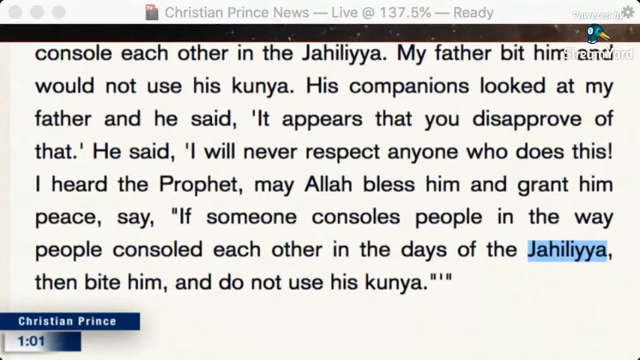 Christian Prince News — Live @ 137.5% — Ready
Powered by
StreamYard
console each other in the Jahiliyya. My father bit him
would not use his kunya. His companions looked at my
father and he said, 'It appears that you disapprove of
that.' He said, 'I will never respect anyone who does this!
I heard the Prophet, may Allah bless him and grant him
peace, say, "If someone consoles people in the way
people consoled each other in the days of the Jahiliyya,
then bite him, and do not use his kunya."'"
Christian Prince
1:01